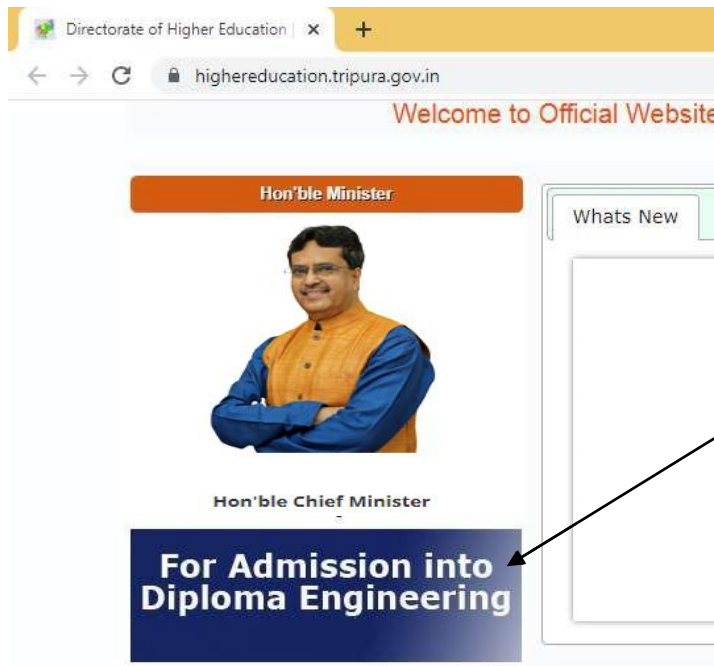 Directorate of Higher Education
highereducation.tripura.gov.in
Welcome to Official Website
Hon'ble Minister
Whats New
Hon'ble Chief Minister
For Admission into
Diploma Engineering